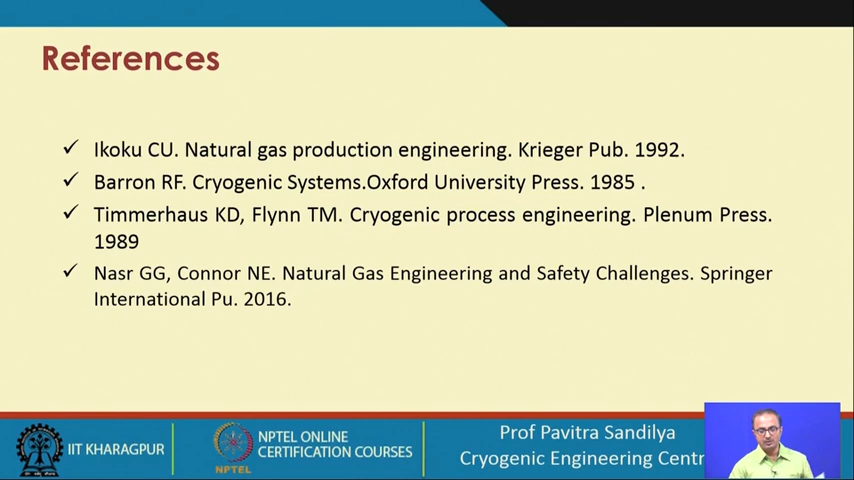 References
Ikoku CU. Natural gas production engineering. Krieger Pub. 1992.
Barron RF. Cryogenic Systems.Oxford University Press. 1985 .
Timmerhaus KD, Flynn TM. Cryogenic process engineering. Plenum Press.
1989
Nasr GG, Connor NE. Natural Gas Engineering and Safety Challenges. Springer
International Pu. 2016.
IIT KHARAGPUR
NPTEL
NPTEL ONLINE
CERTIFICATION COURSES
Prof Pavitra Sandilya
Cryogenic Engineering Centr